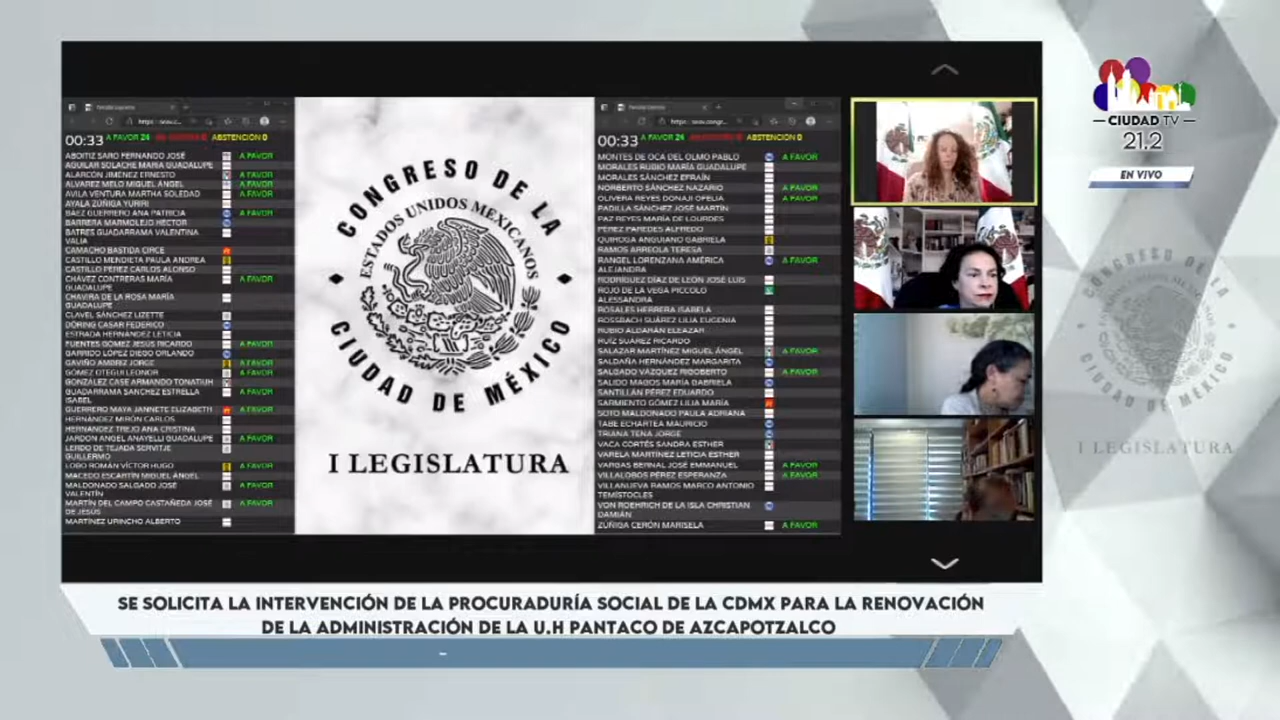 CIUDAD TV
21.2
EN VIVO
00:33 A FAVOR 24 ABSTENCIÓN 0
ABOITIZ SARO FERNANDO JOSÉ A FAVOR
AGUILAR SOLACHE MARÍA GUADALUPE
ALARCÓN JIMÉNEZ ERNESTO A FAVOR
ALVAREZ MELO MIGUEL ÁNGEL A FAVOR
AVILA VENTURA MARTHA SOLEDAD A FAVOR
AYALA ZÚÑIGA YURIRI
BÁEZ GUERRERO ANA PATRICIA A FAVOR
BARRERA MARMOLEJO HÉCTOR
BATRES GUADARRAMA VALENTINA
VALIA
CAMACHO BASTIDA CIRCE
CASTILLO MENDIETA PAULA ANDREA
CASTILLO PÉREZ CARLOS ALONSO
CHÁVEZ CONTRERAS MARÍA A FAVOR
GUADALUPE
CHAVIRA DE LA ROSA MARÍA
GUADALUPE
CLAVEL SÁNCHEZ LIZETTE
DÖRING CASAR FEDERICO
ESTRADA HERNÁNDEZ LETICIA
FUENTES GÓMEZ JESÚS RICARDO A FAVOR
GARRIDO LÓPEZ DIEGO ORLANDO
GAVIÑO AMBRIZ JORGE A FAVOR
GÓMEZ OTEGUI LEONOR A FAVOR
GONZÁLEZ CASE ARMANDO TONATIUH
GUADARRAMA SÁNCHEZ ESTRELLA A FAVOR
ISABEL
GUERRERO MAYA JANNETE ELIZABETH A FAVOR
HERNÁNDEZ MIRÓN CARLOS
HERNÁNDEZ TREJO ANA CRISTINA
JARDÓN ANGEL ANAYELLI GUADALUPE A FAVOR
LERDO DE TEJADA SERVITJE
GUILLERMO
LOBO ROMÁN VÍCTOR HUGO A FAVOR
MACEDO ESCARTÍN MIGUEL ÁNGEL
MALDONADO SALGADO JOSÉ A FAVOR
VALENTÍN
MARTÍN DEL CAMPO CASTAÑEDA JOSÉ A FAVOR
DE JESÚS
MARTÍNEZ URINCHO ALBERTO
CONGRESO DE LA
ESTADOS UNIDOS MEXICANOS
CIUDAD DE MÉXICO
I LEGISLATURA
00:33 A FAVOR 24 ABSTENCIÓN 0
MONTES DE OCA DEL OLMO PABLO A FAVOR
MORALES RUBIO MARÍA GUADALUPE
MORALES SÁNCHEZ EFRAÍN
NORBERTO SÁNCHEZ NAZARIO A FAVOR
OLIVERA REYES DONAJI OFELIA A FAVOR
PADILLA SÁNCHEZ JOSÉ MARTÍN
PAZ REYES MARÍA DE LOURDES
PÉREZ PAREDES ALFREDO
QUIROGA ANGUIANO GABRIELA
RAMOS ARREOLA TERESA
RANGEL LORENZANA AMÉRICA A FAVOR
ALEJANDRA
RODRÍGUEZ DÍAZ DE LEÓN JOSÉ LUIS
ROJO DE LA VEGA PICCOLO
ALESSANDRA
ROSALES HERRERA ISABELA
ROSSBACH SUÁREZ LILIA EUGENIA
RUBIO ALDARÁN ELEAZAR
RUÍZ SUÁREZ RICARDO
SALAZAR MARTÍNEZ MIGUEL ÁNGEL A FAVOR
SALDAÑA HERNÁNDEZ MARGARITA
SALGADO VÁZQUEZ RIGOBERTO A FAVOR
SALIDO MAGOS MARÍA GABRIELA
SANTILLÁN PÉREZ EDUARDO
SARMIENTO GÓMEZ LILIA MARÍA
SOTO MALDONADO PAULA ADRIANA
TABE ECHARTEA MAURICIO
TRIANA TENA JORGE
VACA CORTÉS SANDRA ESTHER
VARELA MARTÍNEZ LETICIA ESTHER
VARGAS BERNAL JOSÉ EMMANUEL A FAVOR
VILLALOBOS PÉREZ ESPERANZA A FAVOR
VILLANUEVA RAMOS MARCO ANTONIO
TEMÍSTOCLES
VON ROEHRICH DE LA ISLA CHRISTIAN
DAMIÁN
ZÚÑIGA CERÓN MARISELA A FAVOR
CONGRESO DE LA
CIUDAD DE MÉXICO
I LEGISLATURA
SE SOLICITA LA INTERVENCIÓN DE LA PROCURADURÍA SOCIAL DE LA CDMX PARA LA RENOVACIÓN
DE LA ADMINISTRACIÓN DE LA U.H PANTACO DE AZCAPOTZALCO